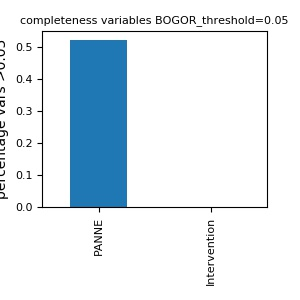 completeness variables BOGOR_threshold=0.05
percentage vars >0.05
0.5
0.4
0.3
0.2
0.1
0.0
PANNE
Intervention